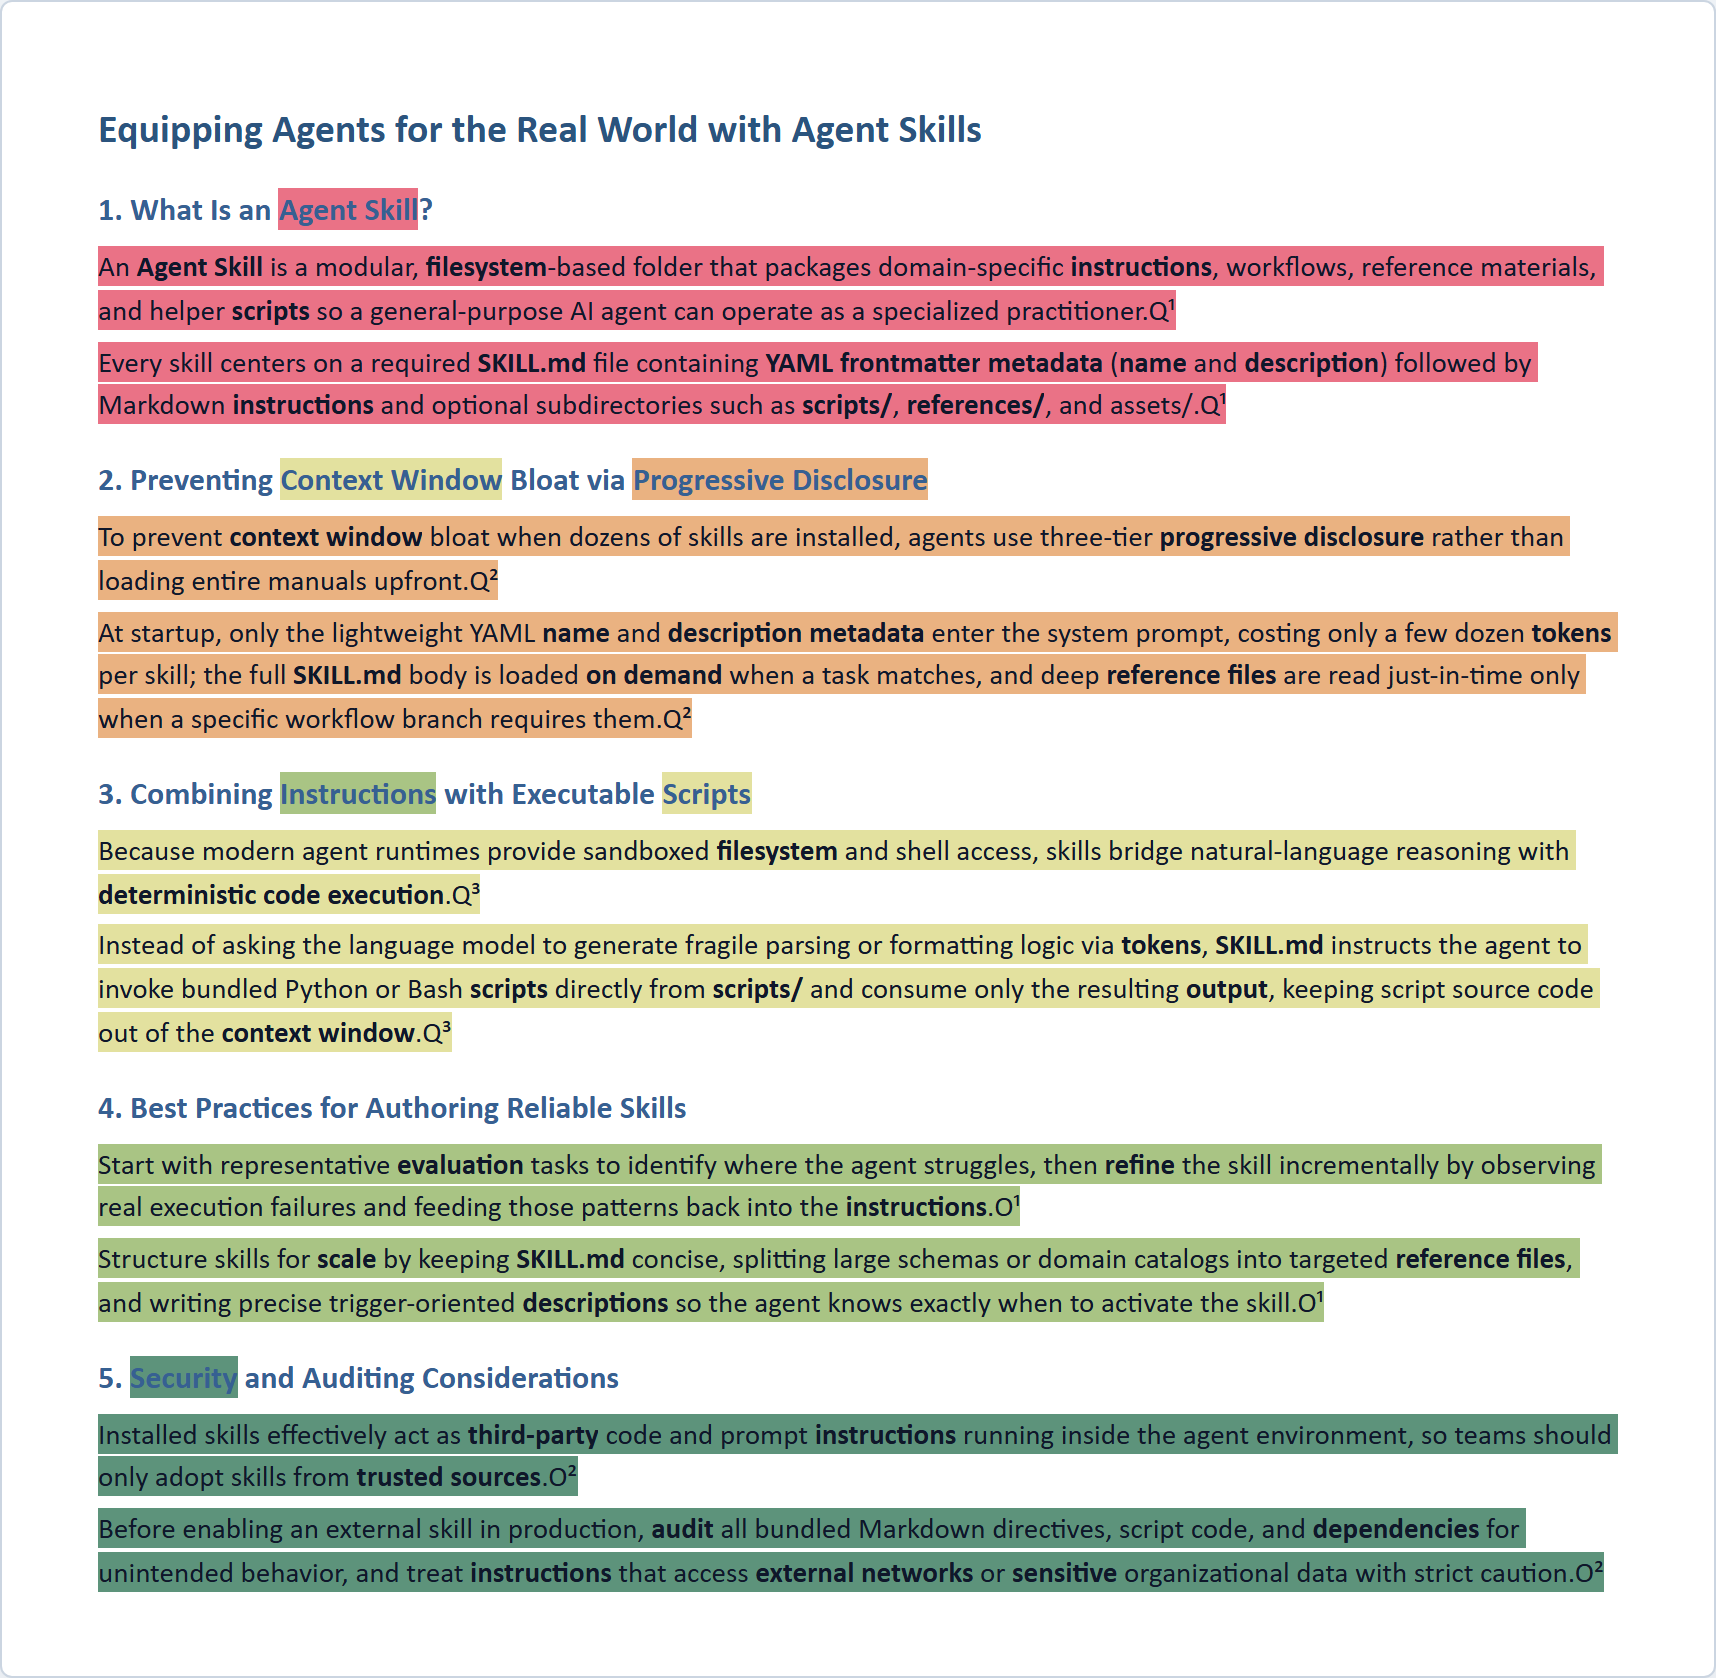 Equipping Agents for the Real World with Agent Skills
1. What Is an Agent Skill?
An Agent Skill is a modular, filesystem-based folder that packages domain-specific instructions, workflows, reference materials,
and helper scripts so a general-purpose AI agent can operate as a specialized practitioner.Q¹
Every skill centers on a required SKILL.md file containing YAML frontmatter metadata (name and description) followed by
Markdown instructions and optional subdirectories such as scripts/, references/, and assets/.Q¹
2. Preventing Context Window Bloat via Progressive Disclosure
To prevent context window bloat when dozens of skills are installed, agents use three-tier progressive disclosure rather than
loading entire manuals upfront.Q²
At startup, only the lightweight YAML name and description metadata enter the system prompt, costing only a few dozen tokens
per skill; the full SKILL.md body is loaded on demand when a task matches, and deep reference files are read just-in-time only
when a specific workflow branch requires them.Q²
3. Combining Instructions with Executable Scripts
Because modern agent runtimes provide sandboxed filesystem and shell access, skills bridge natural-language reasoning with
deterministic code execution.Q³
Instead of asking the language model to generate fragile parsing or formatting logic via tokens, SKILL.md instructs the agent to
invoke bundled Python or Bash scripts directly from scripts/ and consume only the resulting output, keeping script source code
out of the context window.Q³
4. Best Practices for Authoring Reliable Skills
Start with representative evaluation tasks to identify where the agent struggles, then refine the skill incrementally by observing
real execution failures and feeding those patterns back into the instructions.O¹
Structure skills for scale by keeping SKILL.md concise, splitting large schemas or domain catalogs into targeted reference files,
and writing precise trigger-oriented descriptions so the agent knows exactly when to activate the skill.O¹
5. Security and Auditing Considerations
Installed skills effectively act as third-party code and prompt instructions running inside the agent environment, so teams should
only adopt skills from trusted sources.O²
Before enabling an external skill in production, audit all bundled Markdown directives, script code, and dependencies for
unintended behavior, and treat instructions that access external networks or sensitive organizational data with strict caution.O²